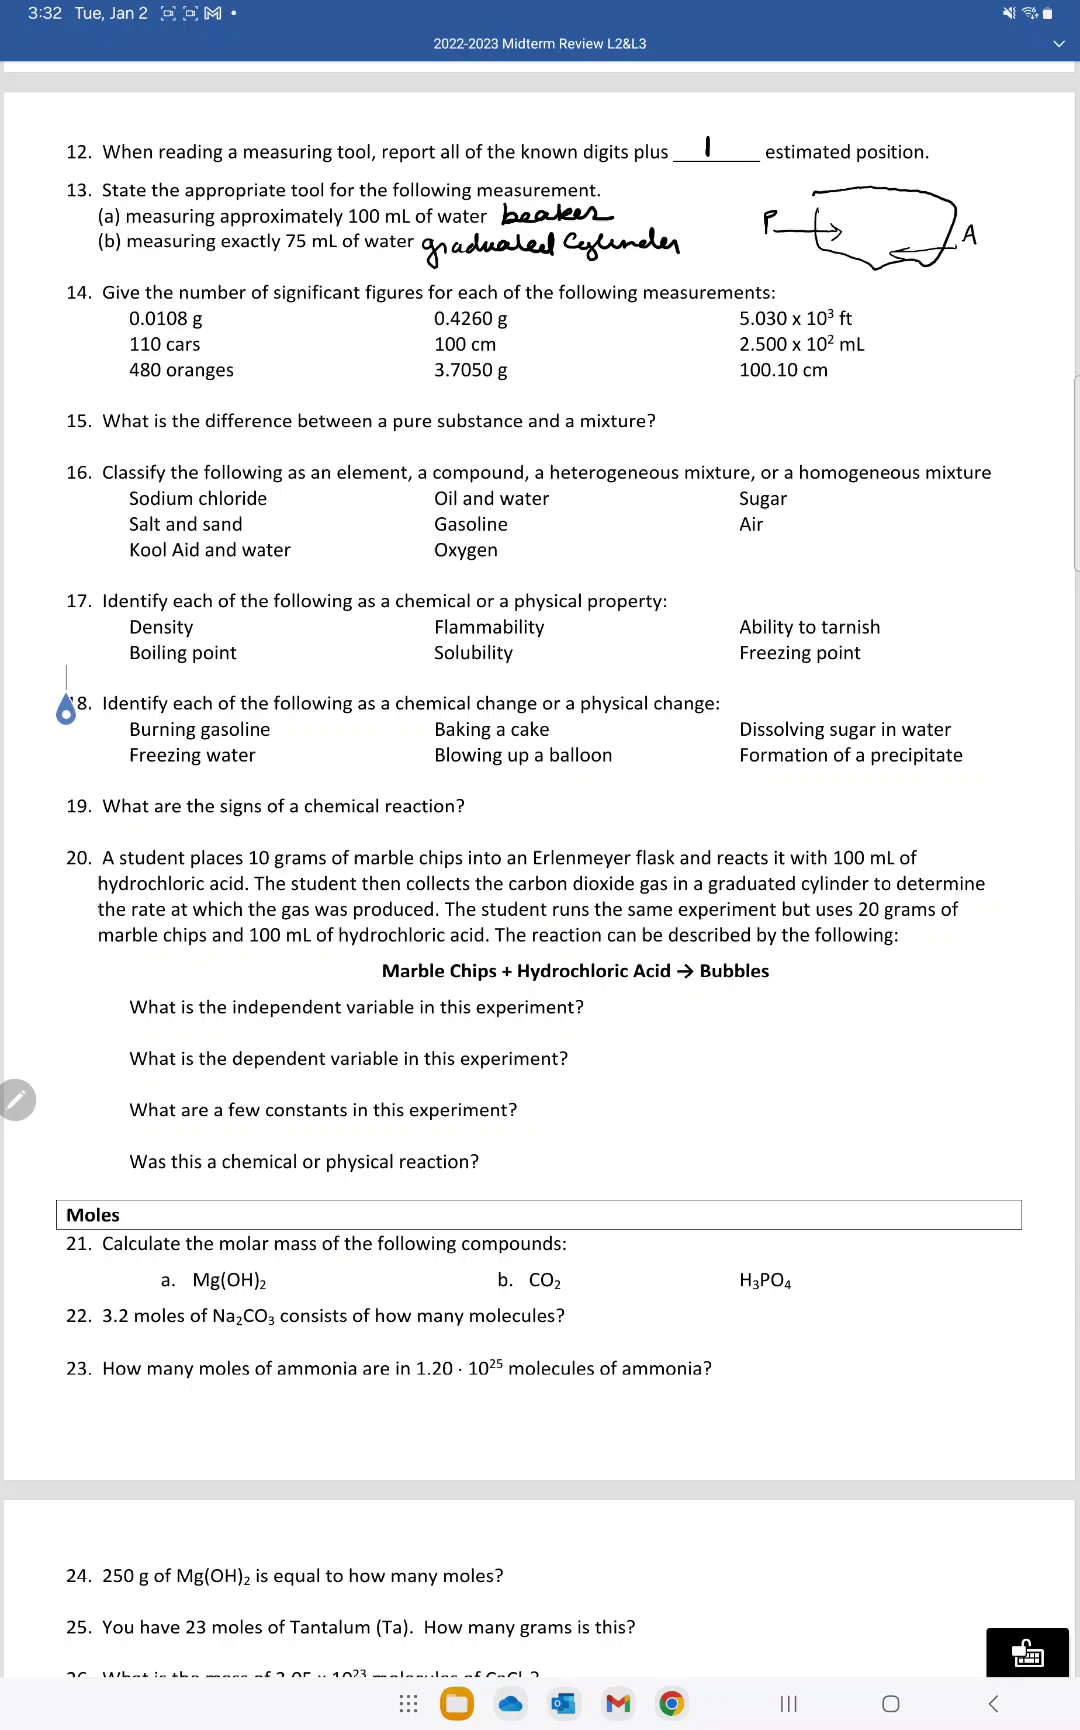 3:32 Tue, Jan 2
2022-2023 Midterm Review L2&L3
12. When reading a measuring tool, report all of the known digits plus 1 estimated position.
13. State the appropriate tool for the following measurement.
(a) measuring approximately 100 mL of water beaker
(b) measuring exactly 75 mL of water graduated Cylinder
P
A
14. Give the number of significant figures for each of the following measurements:
0.0108 g 0.4260 g 5.030 x 10³ ft
110 cars 100 cm 2.500 x 10² mL
480 oranges 3.7050 g 100.10 cm
15. What is the difference between a pure substance and a mixture?
16. Classify the following as an element, a compound, a heterogeneous mixture, or a homogeneous mixture
Sodium chloride Oil and water Sugar
Salt and sand Gasoline Air
Kool Aid and water Oxygen
17. Identify each of the following as a chemical or a physical property:
Density Flammability Ability to tarnish
Boiling point Solubility Freezing point
18. Identify each of the following as a chemical change or a physical change:
Burning gasoline Baking a cake Dissolving sugar in water
Freezing water Blowing up a balloon Formation of a precipitate
19. What are the signs of a chemical reaction?
20. A student places 10 grams of marble chips into an Erlenmeyer flask and reacts it with 100 mL of
hydrochloric acid. The student then collects the carbon dioxide gas in a graduated cylinder to determine
the rate at which the gas was produced. The student runs the same experiment but uses 20 grams of
marble chips and 100 mL of hydrochloric acid. The reaction can be described by the following:
Marble Chips + Hydrochloric Acid → Bubbles
What is the independent variable in this experiment?
What is the dependent variable in this experiment?
What are a few constants in this experiment?
Was this a chemical or physical reaction?
Moles
21. Calculate the molar mass of the following compounds:
a. Mg(OH)₂ b. CO₂ H₃PO₄
22. 3.2 moles of Na₂CO₃ consists of how many molecules?
23. How many moles of ammonia are in 1.20 · 10²⁵ molecules of ammonia?
24. 250 g of Mg(OH)₂ is equal to how many moles?
25. You have 23 moles of Tantalum (Ta). How many grams is this?
26. What is the mass of 3.05 x 10²³ molecules of